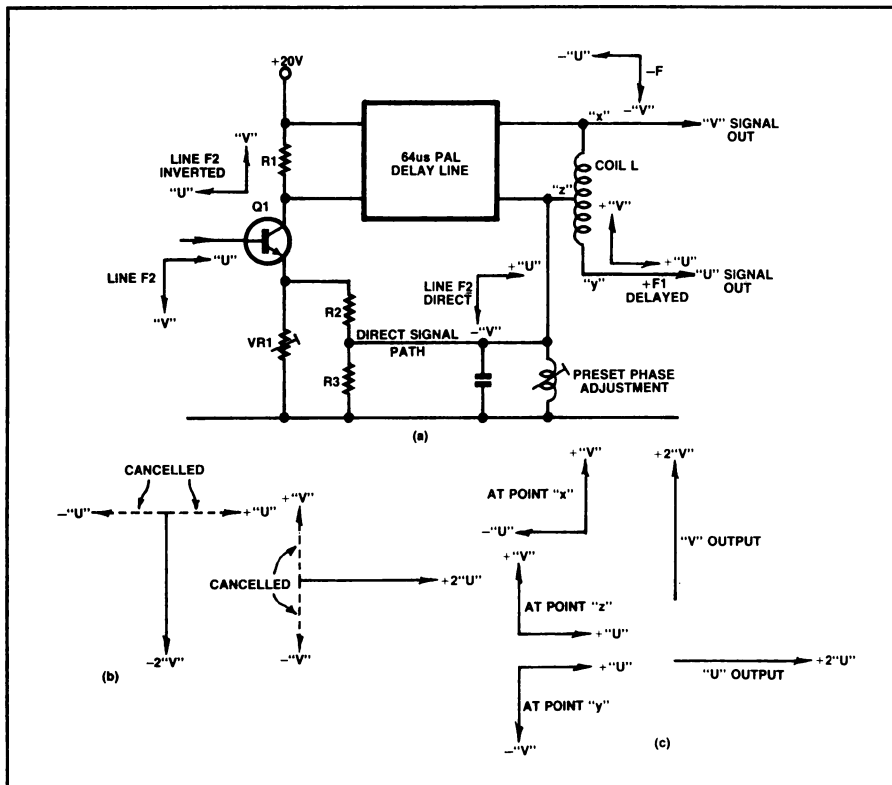 +20V
−"U"
−F
−"V"
"x"
"V" SIGNAL
OUT
LINE F2
INVERTED
"V"
"U"
R1
64us PAL
DELAY LINE
"z"
COIL L
+"V"
Q1
LINE F2
"U"
"V"
+"U"
"y"
+F1
DELAYED
"U" SIGNAL
OUT
LINE F2
DIRECT
+"U"
−"V"
R2
VR1
DIRECT SIGNAL
PATH
R3
PRESET PHASE
ADJUSTMENT
(a)
CANCELLED
−"U"
+"U"
−2"V"
(b)
+"V"
CANCELLED
+2"U"
−"V"
+"V"
AT POINT "x"
−"U"
+"V"
AT POINT "z"
+"U"
+"U"
AT POINT "y"
−"V"
+2"V"
"V" OUTPUT
+2"U"
"U" OUTPUT
(c)